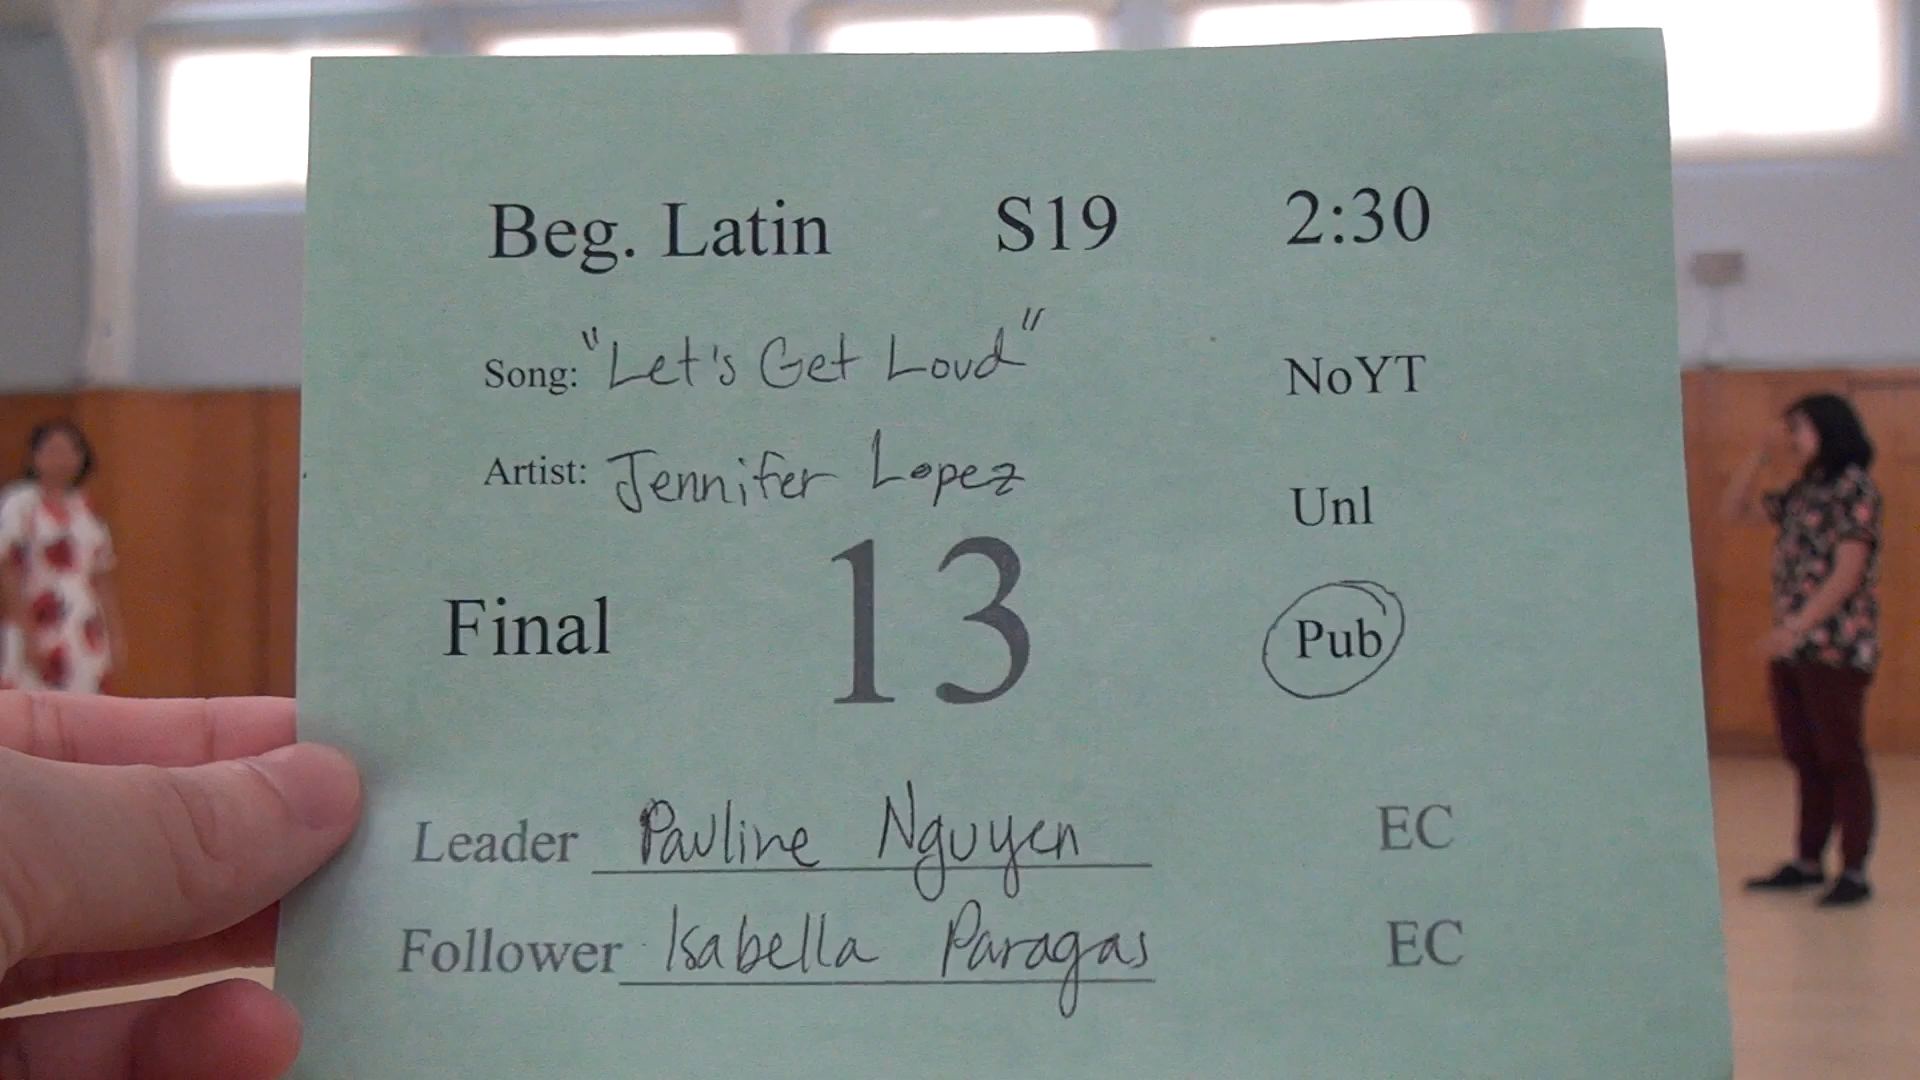 Beg. Latin S19 2:30
Song: "Let's Get Loud" NoYT
Artist: Jennifer Lopez Unl
Final 13 Pub
Leader Pauline Nguyen EC
Follower Isabella Paragas EC